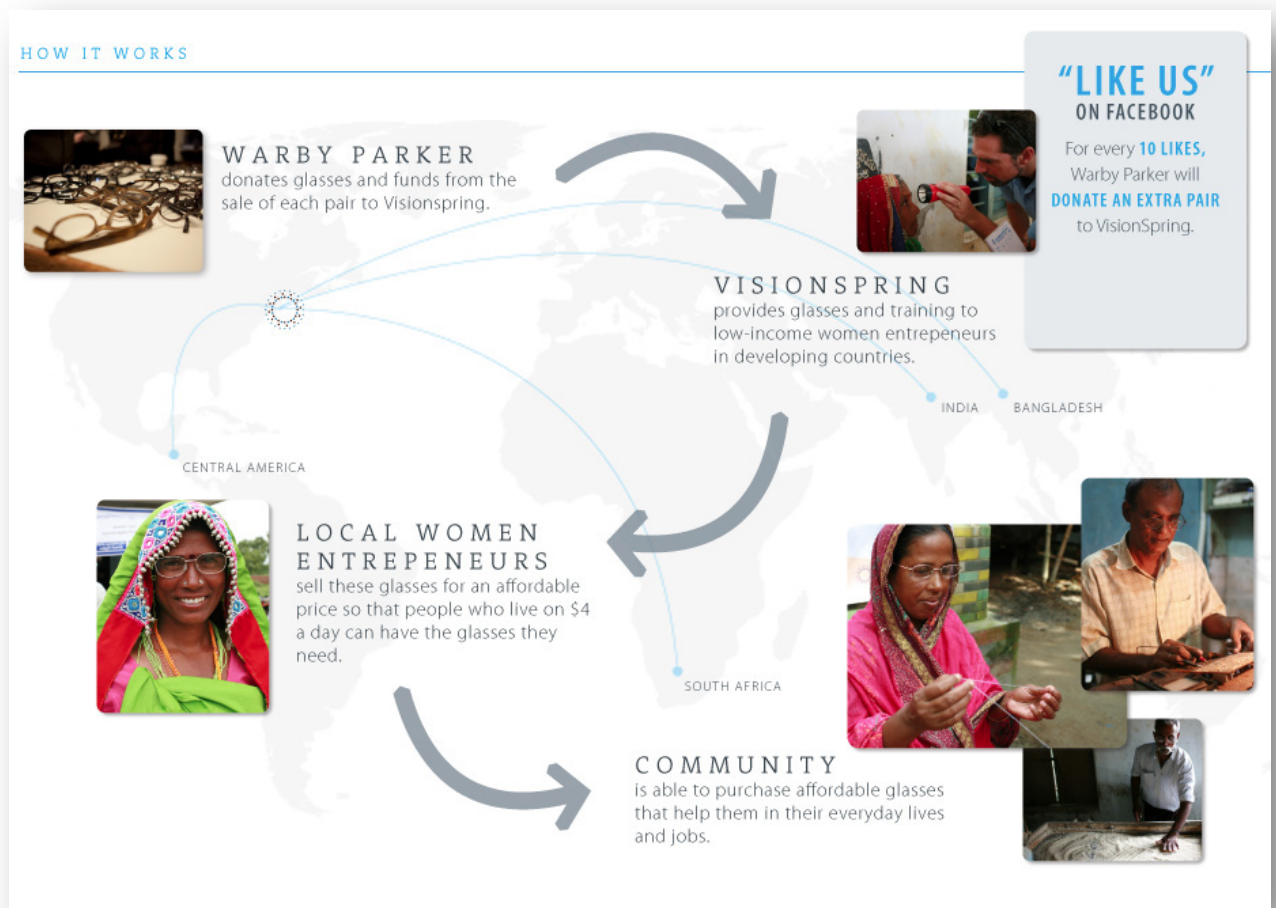 HOW IT WORKS
WARBY PARKER
donates glasses and funds from the
sale of each pair to Visionspring.
"LIKE US"
ON FACEBOOK
For every 10 LIKES,
Warby Parker will
DONATE AN EXTRA PAIR
to VisionSpring.
VISIONSPRING
provides glasses and training to
low-income women entrepeneurs
in developing countries.
INDIA
BANGLADESH
CENTRAL AMERICA
LOCAL WOMEN
ENTREPENEURS
sell these glasses for an affordable
price so that people who live on $4
a day can have the glasses they
need.
SOUTH AFRICA
COMMUNITY
is able to purchase affordable glasses
that help them in their everyday lives
and jobs.